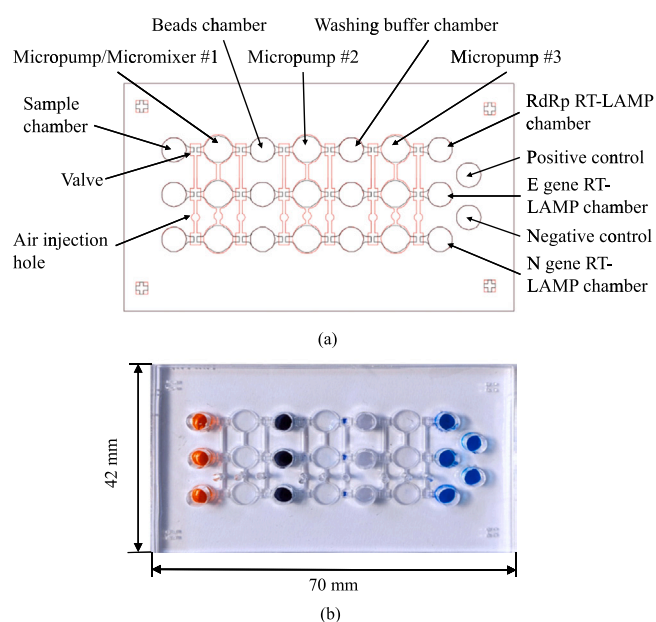 Beads chamber
Washing buffer chamber
Micropump/Micromixer #1
Micropump #2
Micropump #3
Sample
chamber
RdRp RT-LAMP
chamber
Valve
Positive control
E gene RT-
LAMP chamber
Air injection
hole
Negative control
N gene RT-
LAMP chamber
(a)
42 mm
70 mm
(b)